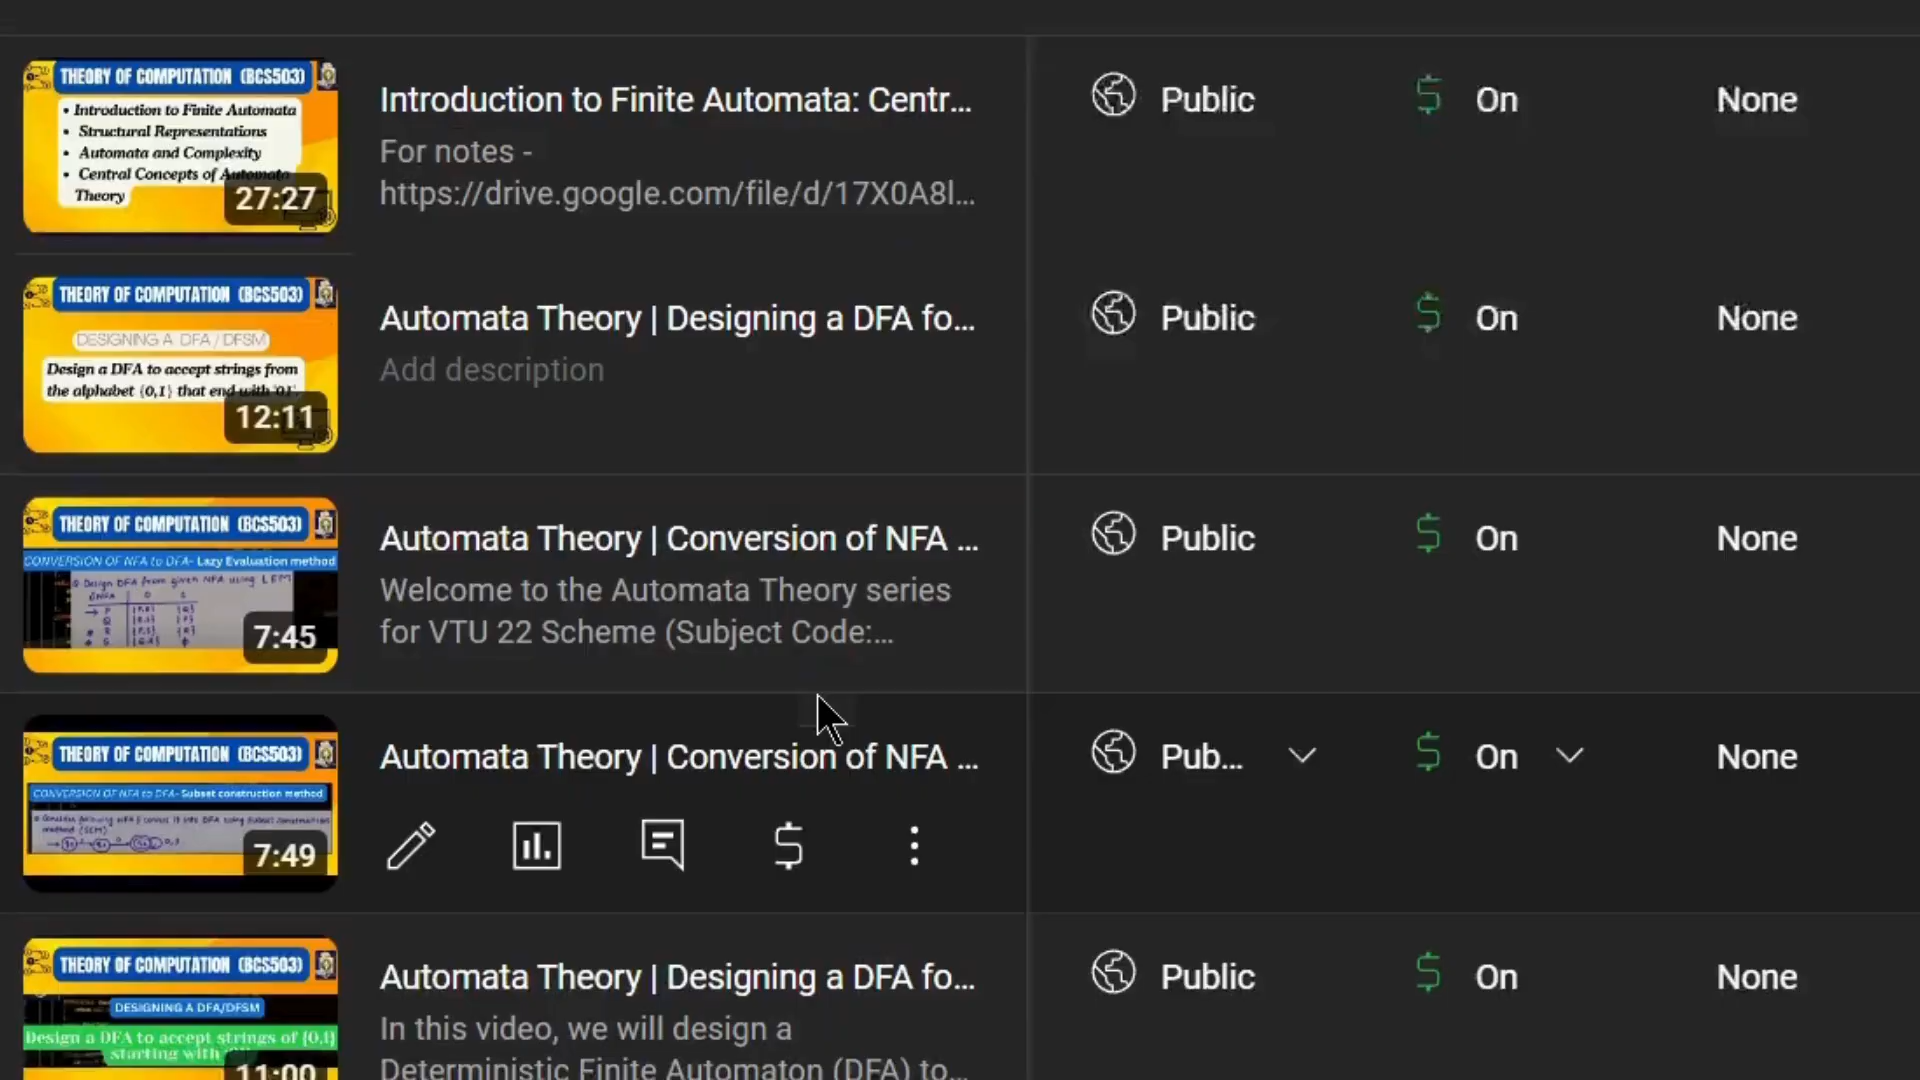 THEORY OF COMPUTATION (BCS503)
• Introduction to Finite Automata
• Structural Representations
• Automata and Complexity
• Central Concepts of Automata
Theory
27:27
Introduction to Finite Automata: Centr...
For notes -
https://drive.google.com/file/d/17X0A8l...
Public
On
None
THEORY OF COMPUTATION (BCS503)
DESIGNING A DFA / DFSM
Design a DFA to accept strings from
the alphabet {0,1} that end with '01'.
12:11
Automata Theory | Designing a DFA fo...
Add description
Public
On
None
THEORY OF COMPUTATION (BCS503)
CONVERSION OF NFA to DFA- Lazy Evaluation method
Design DFA from given NFA using LEM
7:45
Automata Theory | Conversion of NFA ...
Welcome to the Automata Theory series
for VTU 22 Scheme (Subject Code:...
Public
On
None
THEORY OF COMPUTATION (BCS503)
CONVERSION OF NFA to DFA- Subset construction method
7:49
Automata Theory | Conversion of NFA ...
Pub...
On
None
THEORY OF COMPUTATION (BCS503)
DESIGNING A DFA/DFSM
Design a DFA to accept strings of {0,1}
starting with
11:00
Automata Theory | Designing a DFA fo...
In this video, we will design a
Deterministic Finite Automaton (DFA) to...
Public
On
None